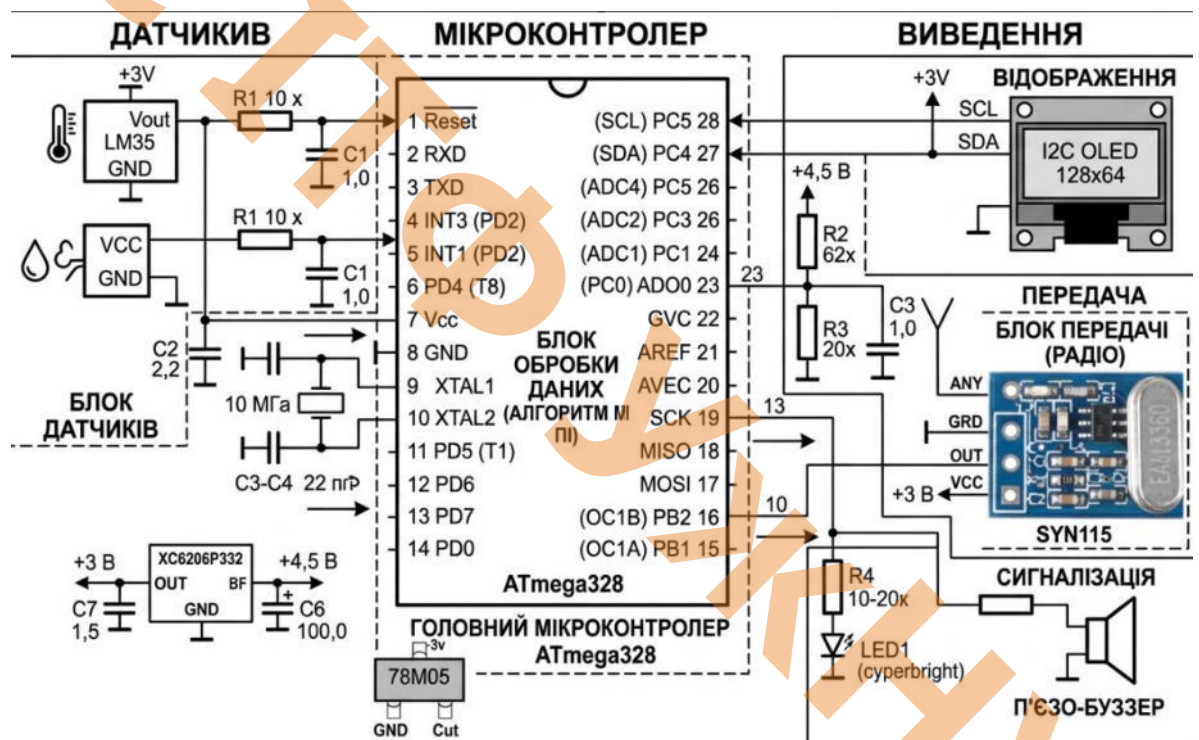 ДАТЧИКИВ
МІКРОКОНТРОЛЕР
ВИВЕДЕННЯ
+3V
Vout
LM35
GND
R1 10 x
C1
1,0
VCC
GND
R1 10 x
C1
1,0
C2
2,2
БЛОК
ДАТЧИКІВ
10 МГа
C3-C4 22 пгФ
+3 В
XC6206P332
OUT
BF
GND
+4,5 В
C7
1,5
+
C6
100,0
1 Reset
2 RXD
3 TXD
4 INT3 (PD2)
5 INT1 (PD2)
6 PD4 (T8)
7 Vcc
8 GND
9 XTAL1
10 XTAL2
11 PD5 (T1)
12 PD6
13 PD7
14 PD0
(SCL) PC5 28
(SDA) PC4 27
(ADC4) PC5 26
(ADC2) PC3 26
(ADC1) PC1 24
(PC0) ADO0 23
GVC 22
AREF 21
AVEC 20
SCK 19
MISO 18
MOSI 17
(OC1B) PB2 16
(OC1A) PB1 15
БЛОК
ОБРОБКИ
ДАНИХ
(АЛГОРИТМ МІ
ПІ)
ATmega328
ГОЛОВНИЙ МІКРОКОНТРОЛЕР
ATmega328
-3v
78M05
GND
Cut
23
13
10
+4,5 В
R2
62x
R3
20x
C3
1,0
R4
10-20x
LED1
(cyperbright)
+3V
ВІДОБРАЖЕННЯ
SCL
SDA
I2C OLED
128x64
ПЕРЕДАЧА
БЛОК ПЕРЕДАЧІ
(РАДІО)
ANY
GRD
OUT
VCC
+3 В
SYN115
СИГНАЛІЗАЦІЯ
П'ЄЗО-БУЗЗЕР